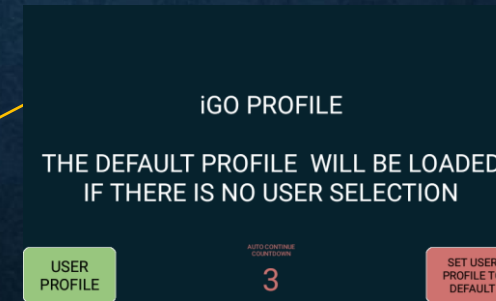 iGO PROFILE
THE DEFAULT PROFILE WILL BE LOADED
IF THERE IS NO USER SELECTION
AUTO CONTINUE
COUNTDOWN
3
USER
PROFILE
SET USER
PROFILE TO
DEFAULT